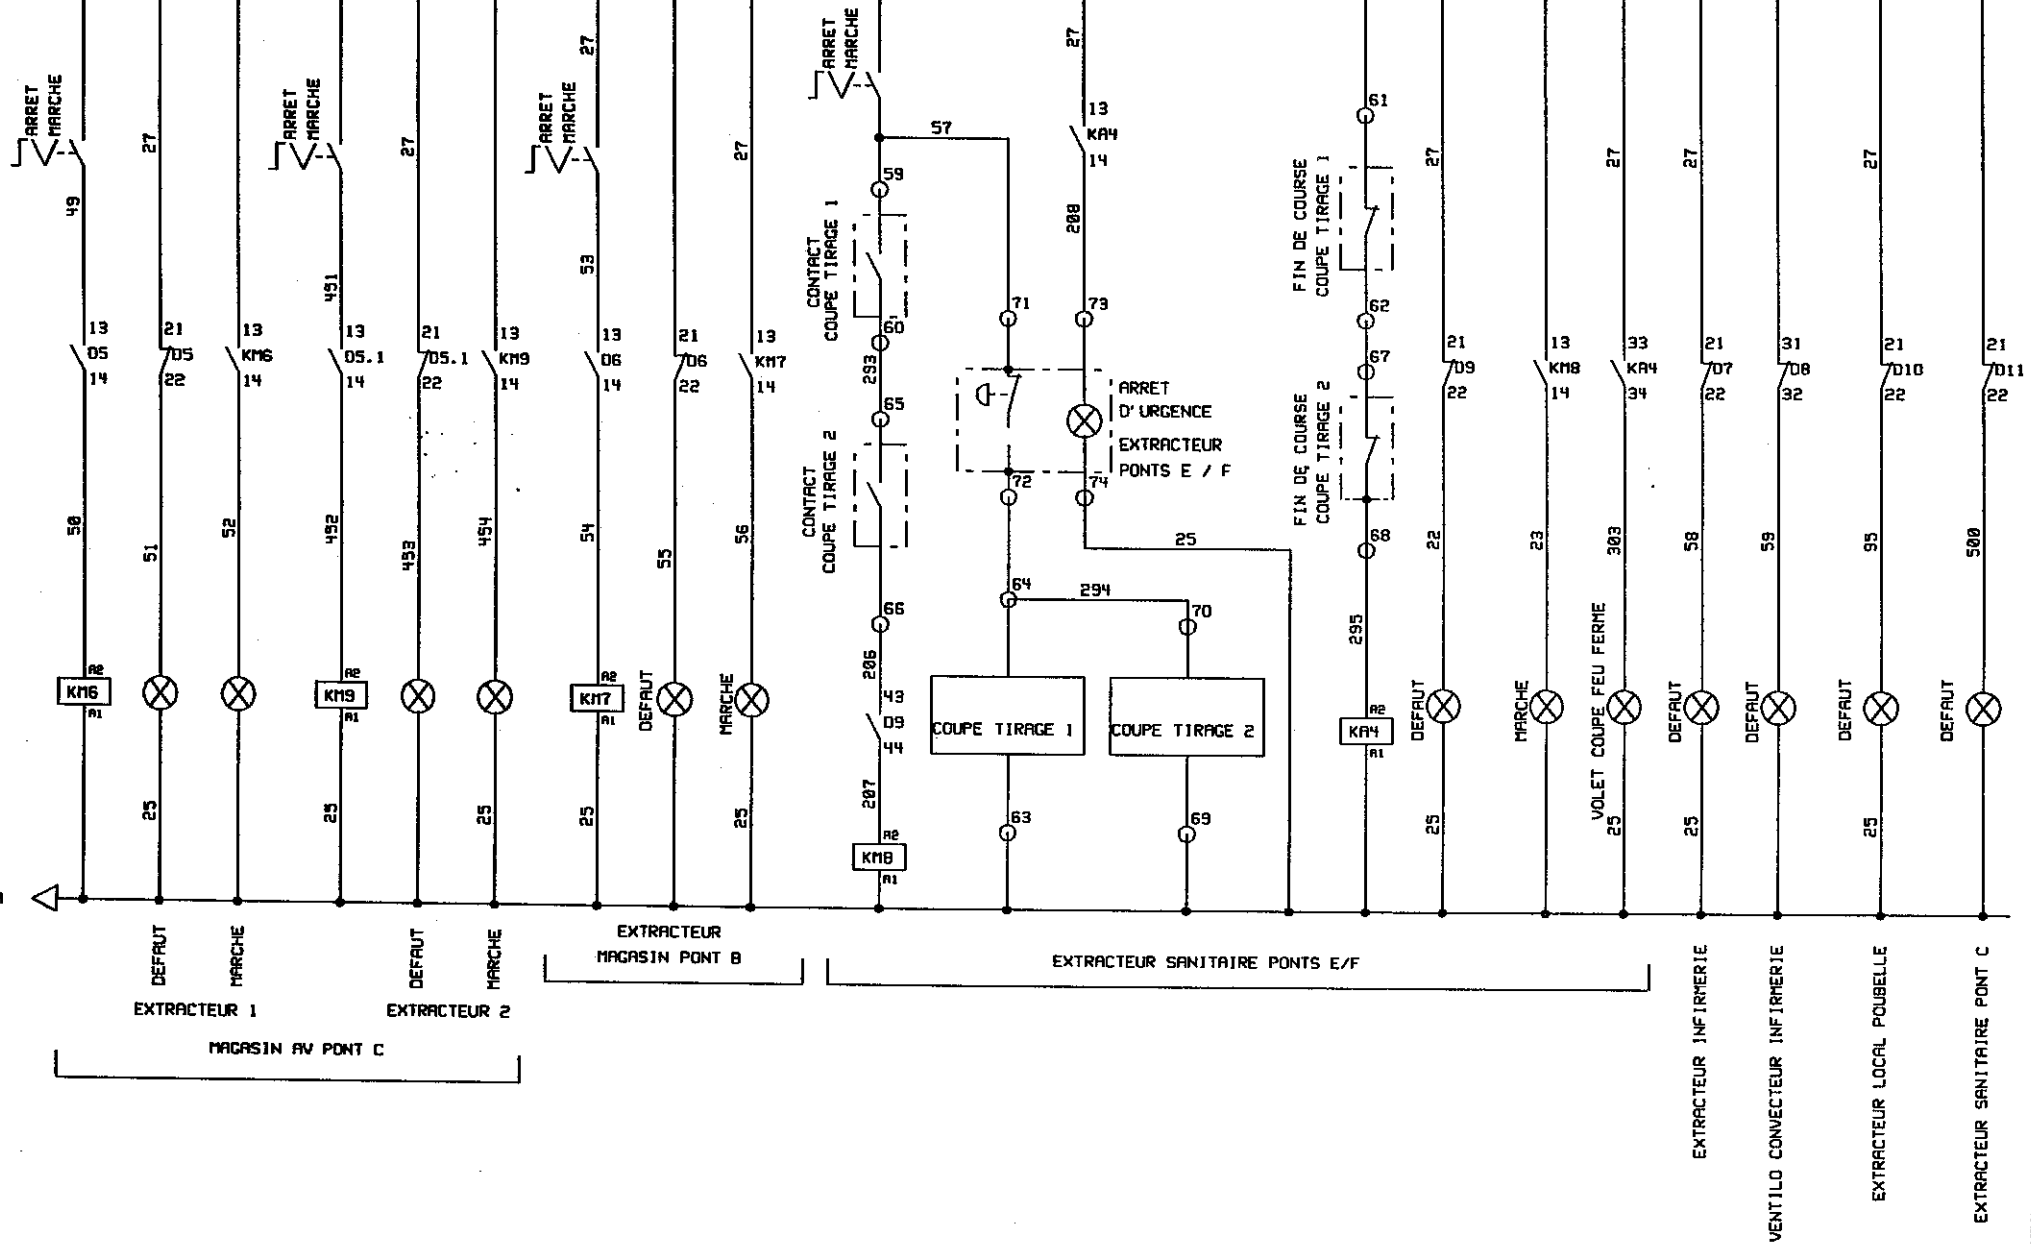 ARRET
MARCHE
49
13
D5
14
50
A2
KM6
A1
27
21
D5
22
51
25
DEFAUT
13
KM6
14
52
MARCHE
EXTRACTEUR 1
ARRET
MARCHE
451
13
D5.1
14
452
A2
KM9
A1
25
27
21
D5.1
22
453
DEFAUT
13
KM9
14
454
25
MARCHE
EXTRACTEUR 2
MAGASIN AV PONT C
27
ARRET
MARCHE
53
13
D6
14
54
A2
KM7
A1
25
21
D6
22
55
DEFAUT
27
13
KM7
14
56
MARCHE
25
EXTRACTEUR
MAGASIN PONT B
ARRET
MARCHE
57
59
CONTACT
COUPE TIRAGE 1
60
293
65
CONTACT
COUPE TIRAGE 2
66
206
43
D9
44
207
A2
KM8
A1
71
72
64
294
70
COUPE TIRAGE 1
COUPE TIRAGE 2
63
69
27
13
KA4
14
208
73
ARRET
D'URGENCE
EXTRACTEUR
PONTS E / F
74
25
61
FIN DE COURSE
COUPE TIRAGE 1
62
67
FIN DE COURSE
COUPE TIRAGE 2
68
295
A2
KA4
A1
27
21
D9
22
22
DEFAUT
25
13
KM8
14
23
MARCHE
27
33
KA4
34
303
VOLET COUPE FEU FERME
25
EXTRACTEUR SANITAIRE PONTS E/F
27
21
D7
22
58
DEFAUT
25
EXTRACTEUR INFIRMERIE
31
D8
32
59
DEFAUT
VENTILO CONVECTEUR INFIRMERIE
27
21
D10
22
95
DEFAUT
25
EXTRACTEUR LOCAL POUBELLE
21
D11
22
500
DEFAUT
EXTRACTEUR SANITAIRE PONT C